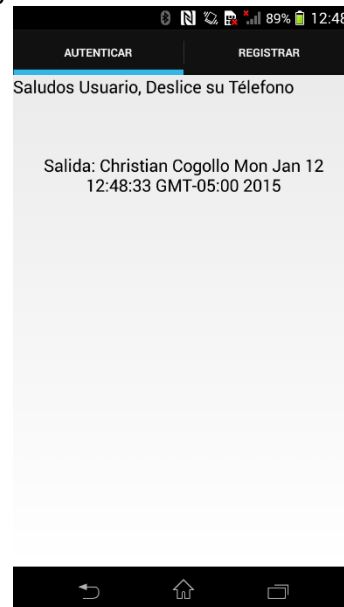 89% 12:48
AUTENTICAR REGISTRAR
Saludos Usuario, Deslice su Télefono
Salida: Christian Cogollo Mon Jan 12
12:48:33 GMT-05:00 2015